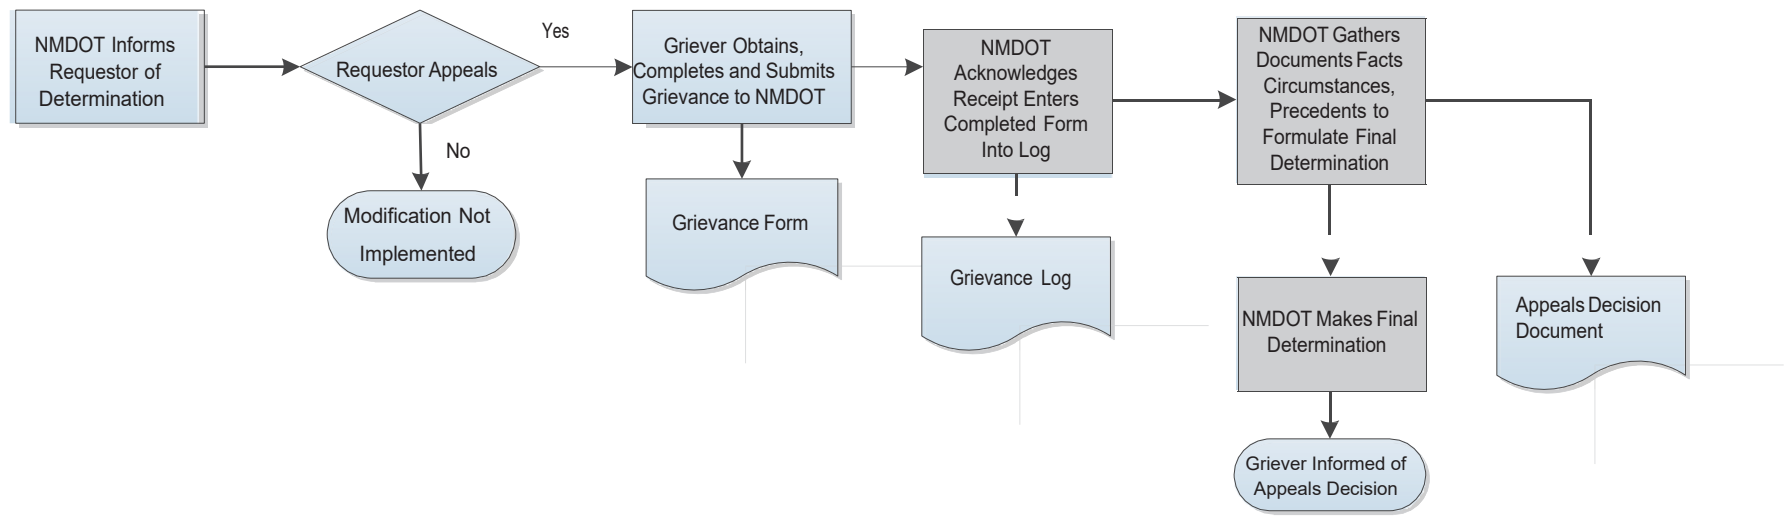 NMDOT Informs
Requestor of
Determination
Requestor Appeals
Yes
No
Modification Not
Implemented
Griever Obtains,
Completes and Submits
Grievance to NMDOT
Grievance Form
NMDOT
Acknowledges
Receipt Enters
Completed Form
Into Log
Grievance Log
NMDOT Gathers
Documents Facts
Circumstances,
Precedents to
Formulate Final
Determination
NMDOT Makes Final
Determination
Griever Informed of
Appeals Decision
Appeals Decision
Document